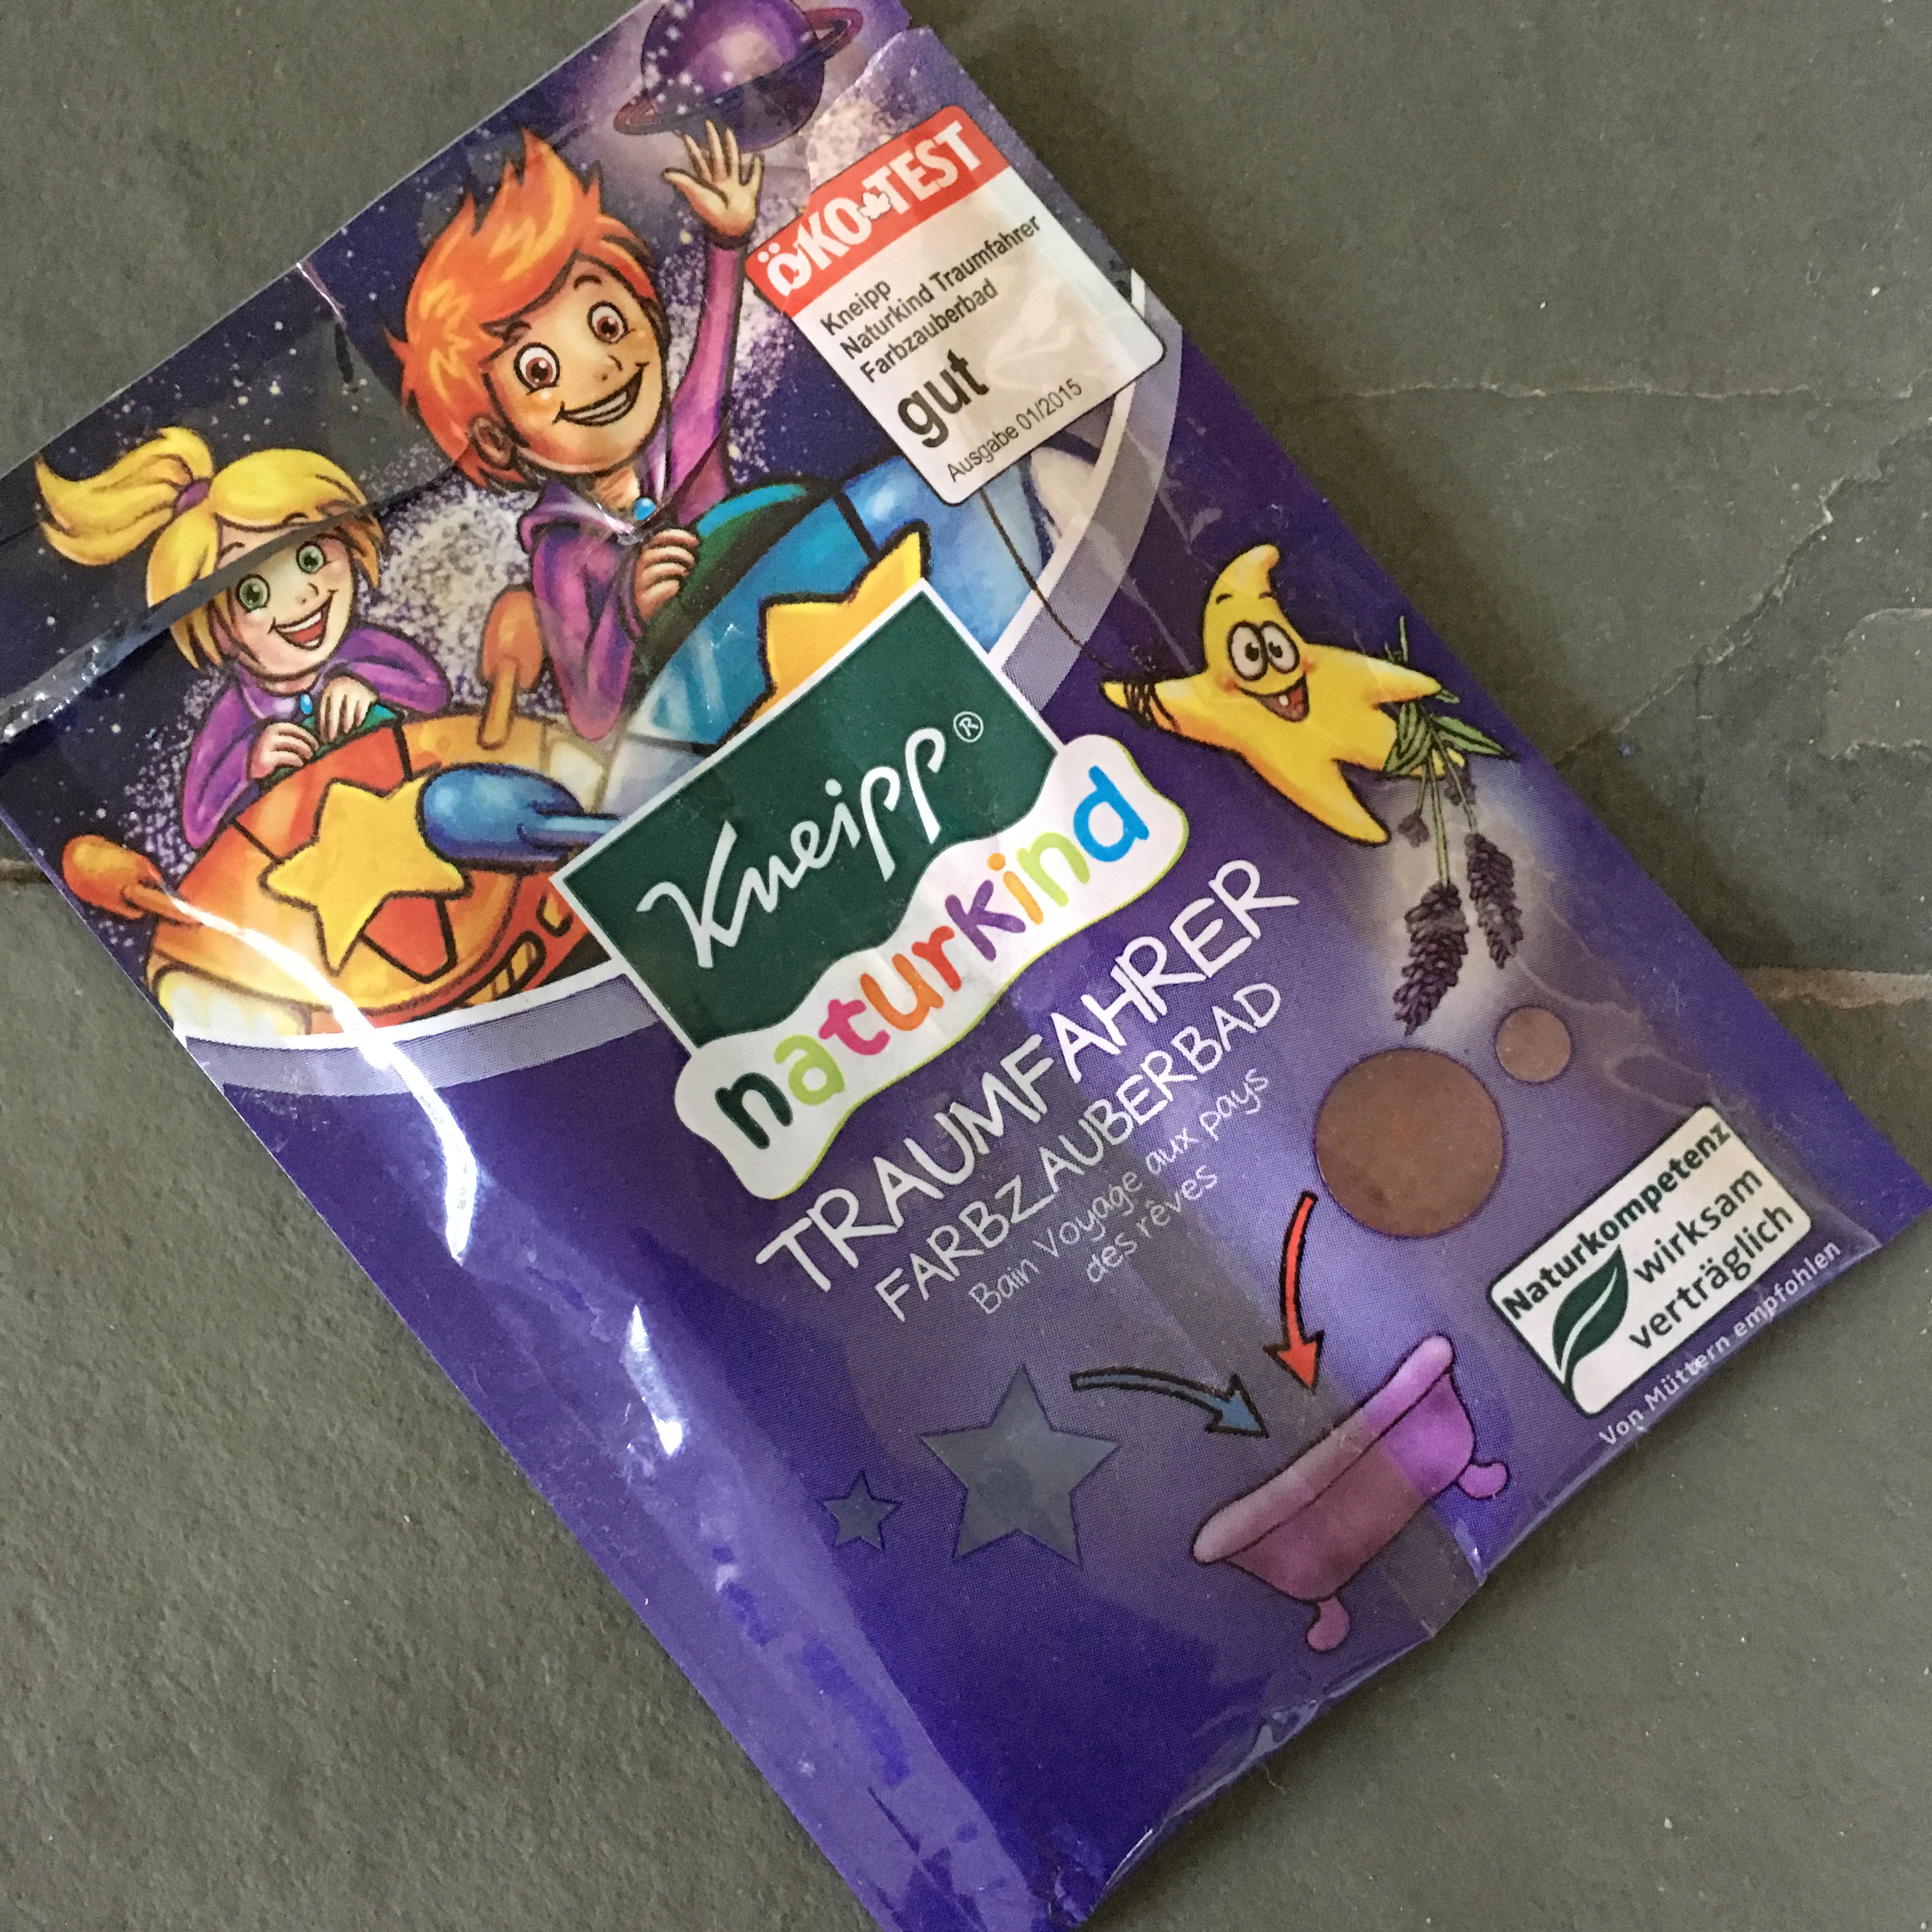 ÖKO TEST
Kneipp
Naturkind Traumfahrer
Farbzauberbad
gut
Ausgabe 01/2015
Kneipp®
naturkind
TRAUMFAHRER
FARBZAUBERBAD
Bain Voyage aux pays
des rêves
Naturkompetenz
wirksam
verträglich
Von Müttern empfohlen